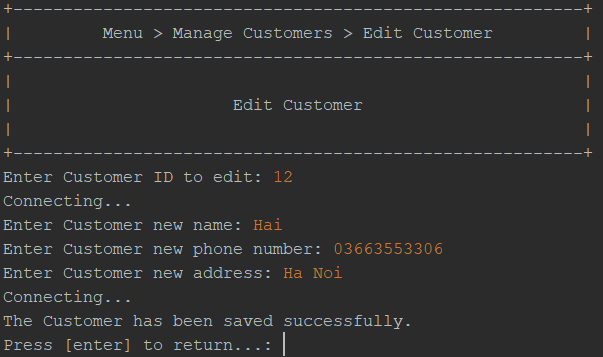 +---------------------------------------------------------+
| Menu > Manage Customers > Edit Customer |
+---------------------------------------------------------+
| |
| Edit Customer |
| |
+---------------------------------------------------------+
Enter Customer ID to edit: 12
Connecting...
Enter Customer new name: Hai
Enter Customer new phone number: 03663553306
Enter Customer new address: Ha Noi
Connecting...
The Customer has been saved successfully.
Press [enter] to return...: